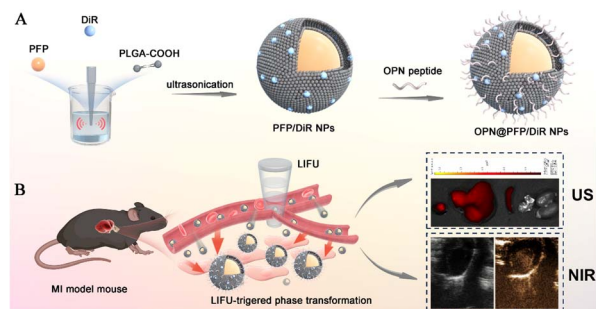 A
DiR
PFP
PLGA-COOH
ultrasonication
PFP/DiR NPs
OPN peptide
OPN@PFP/DiR NPs
B
LIFU
MI model mouse
LIFU-trigered phase transformation
US
NIR